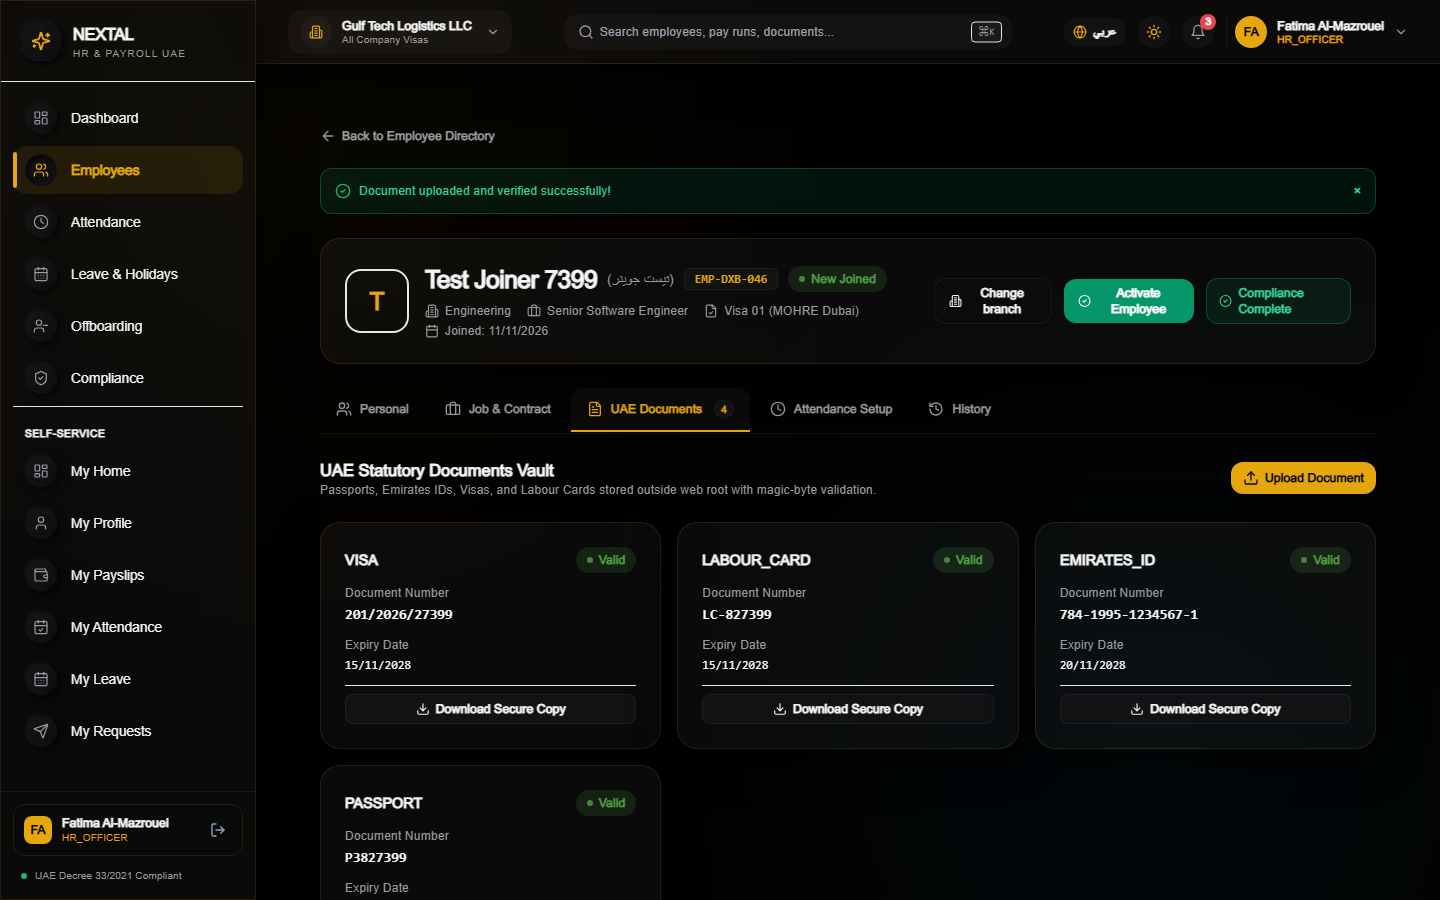 NEXTAL
HR & PAYROLL UAE
Gulf Tech Logistics LLC
All Company Visas
Search employees, pay runs, documents...
⌘K
عربي
3
FA
Fatima Al-Mazrouei
HR_OFFICER
Dashboard
Employees
Attendance
Leave & Holidays
Offboarding
Compliance
SELF-SERVICE
My Home
My Profile
My Payslips
My Attendance
My Leave
My Requests
FA
Fatima Al-Mazrouei
HR_OFFICER
UAE Decree 33/2021 Compliant
Back to Employee Directory
Document uploaded and verified successfully!
×
T
Test Joiner 7399 (تيست جوينر) EMP-DXB-046 New Joined
Engineering Senior Software Engineer Visa 01 (MOHRE Dubai)
Joined: 11/11/2026
Change branch
Activate Employee
Compliance Complete
Personal Job & Contract UAE Documents 4 Attendance Setup History
UAE Statutory Documents Vault
Passports, Emirates IDs, Visas, and Labour Cards stored outside web root with magic-byte validation.
Upload Document
VISA Valid
Document Number
201/2026/27399
Expiry Date
15/11/2028
Download Secure Copy
LABOUR_CARD Valid
Document Number
LC-827399
Expiry Date
15/11/2028
Download Secure Copy
EMIRATES_ID Valid
Document Number
784-1995-1234567-1
Expiry Date
20/11/2028
Download Secure Copy
PASSPORT Valid
Document Number
P3827399
Expiry Date